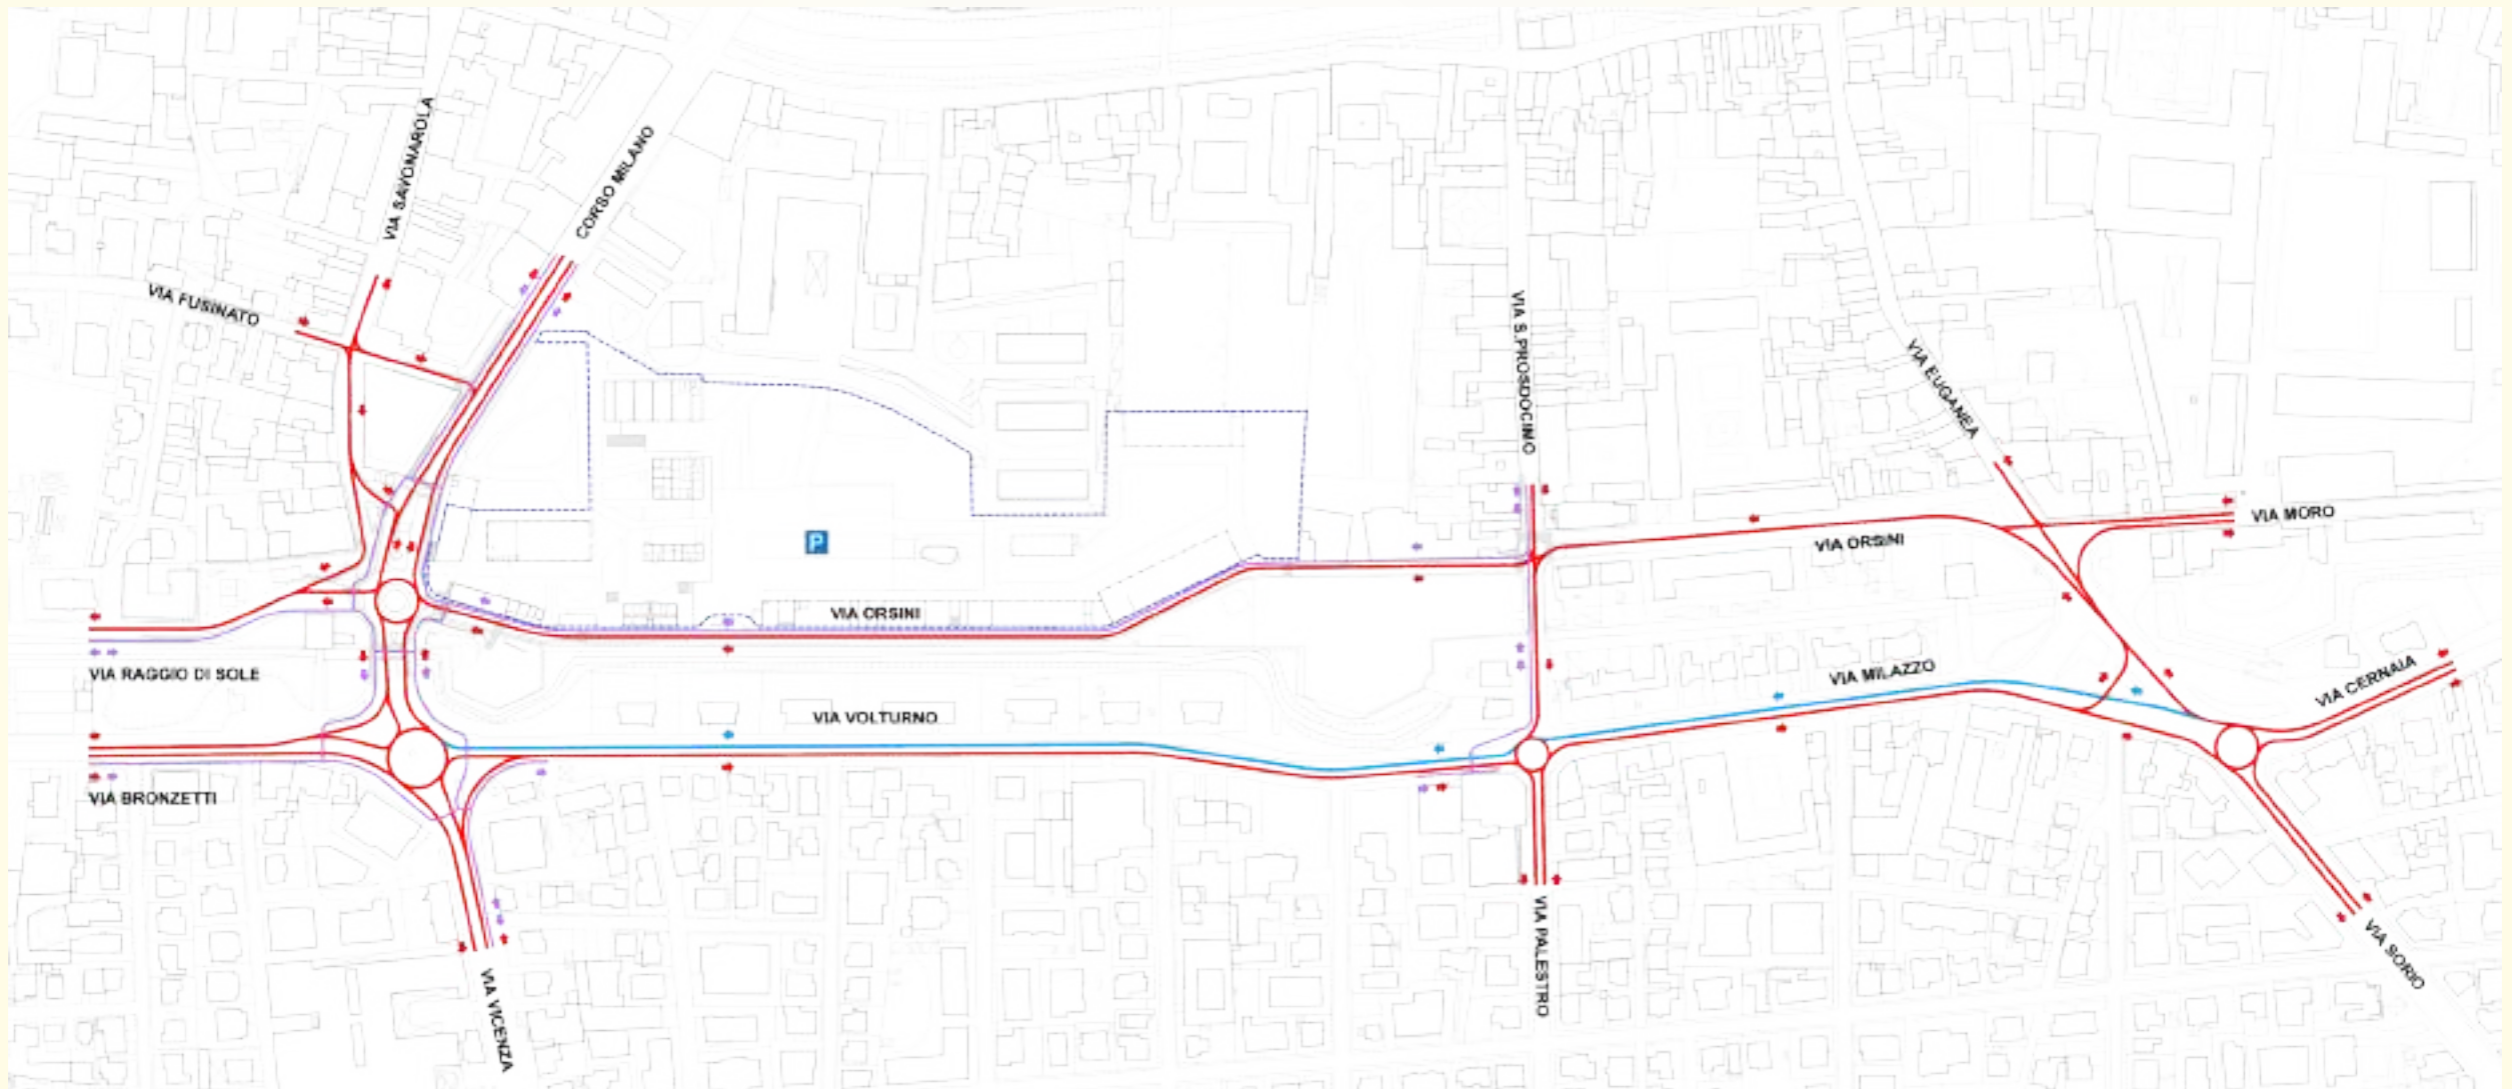 VIA SAVONAROLA
CORSO MILANO
VIA FUSINATO
VIA S.PROSDOCIMO
VIA EUGANEA
VIA MORO
P
VIA ORSINI
VIA ORSINI
VIA RAGGIO DI SOLE
VIA VOLTURNO
VIA MILAZZO
VIA CERNAIA
VIA BRONZETTI
VIA PALESTRO
VIA SORIO
VIA VICENZA